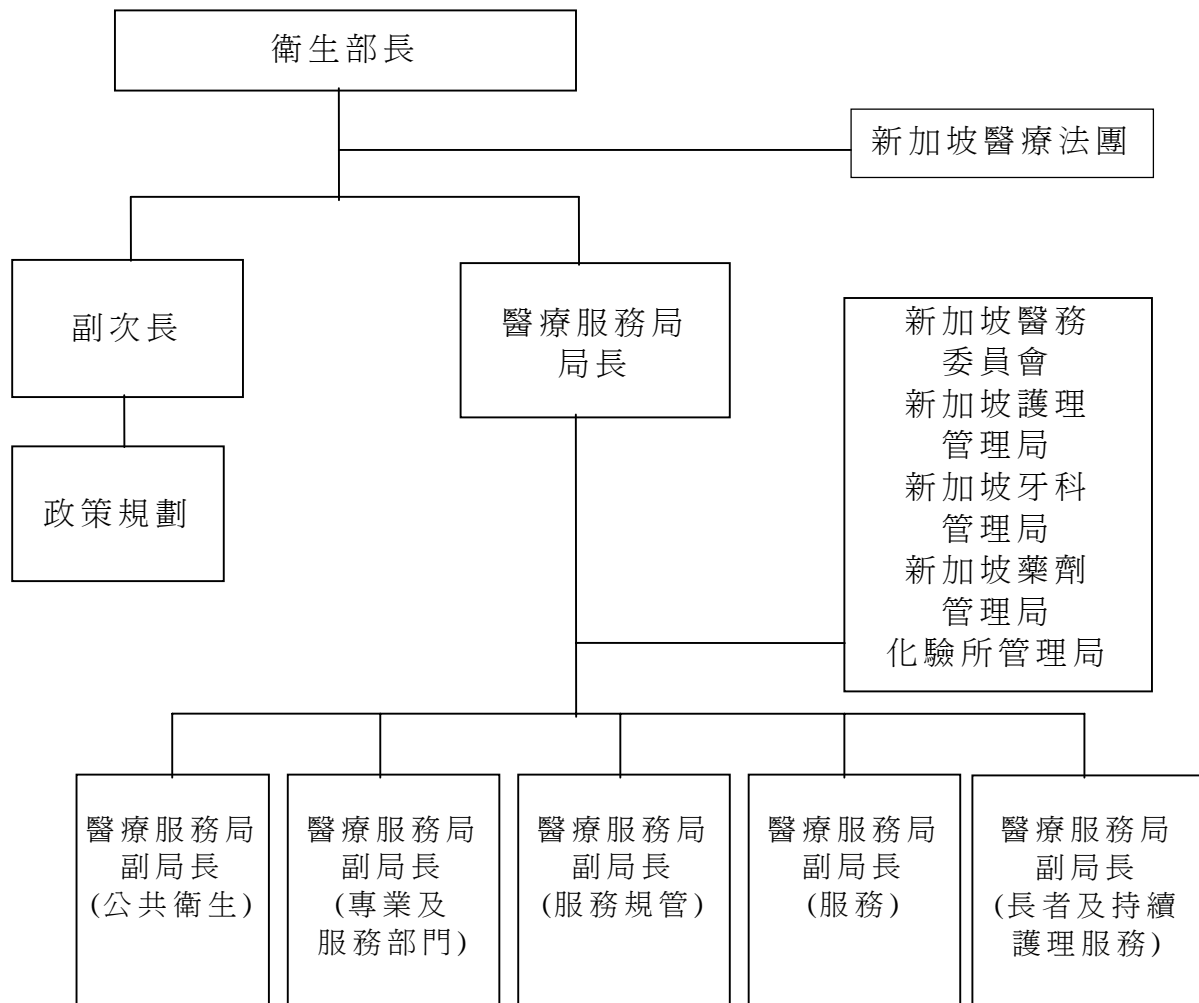 衛生部長
新加坡醫療法團
副次長
醫療服務局
局長
政策規劃
新加坡醫務
委員會
新加坡護理
管理局
新加坡牙科
管理局
新加坡藥劑
管理局
化驗所管理局
醫療服務局
副局長
(公共衛生)
醫療服務局
副局長
(專業及
服務部門)
醫療服務局
副局長
(服務規管)
醫療服務局
副局長
(服務)
醫療服務局
副局長
(長者及持續
護理服務)